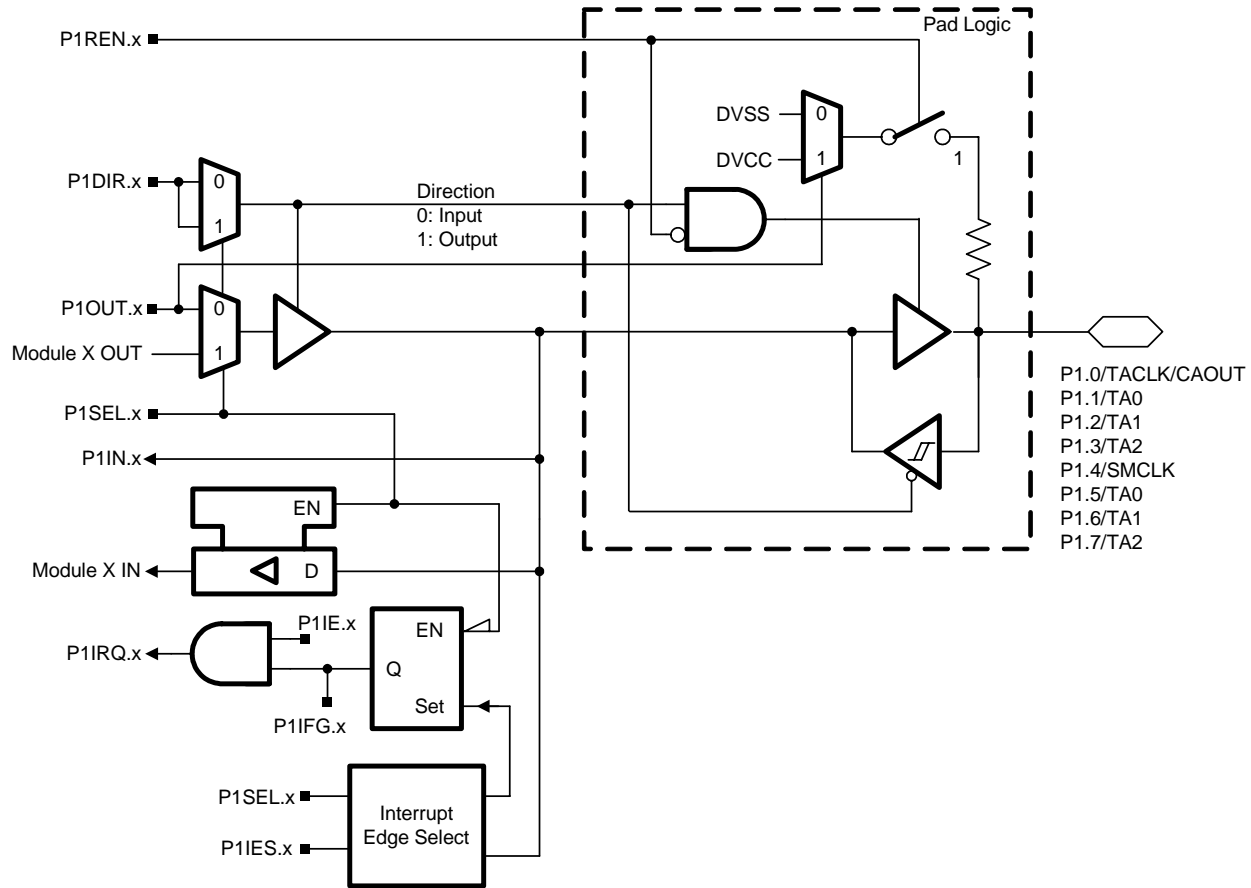 Pad Logic
P1REN.x
DVSS
0
DVCC
1
1
P1DIR.x
0
1
Direction
0: Input
1: Output
P1OUT.x
0
Module X OUT
1
P1SEL.x
P1IN.x
EN
Module X IN
D
P1IE.x
P1IRQ.x
EN
Q
Set
P1IFG.x
P1SEL.x
P1IES.x
Interrupt
Edge Select
P1.0/TACLK/CAOUT
P1.1/TA0
P1.2/TA1
P1.3/TA2
P1.4/SMCLK
P1.5/TA0
P1.6/TA1
P1.7/TA2